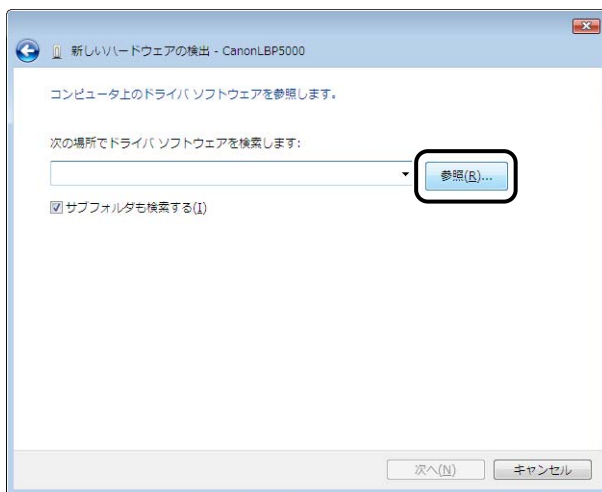 新しいハードウェアの検出 - CanonLBP5000
コンピュータ上のドライバ ソフトウェアを参照します。
次の場所でドライバ ソフトウェアを検索します:
参照(R)...
サブフォルダも検索する(I)
次へ(N) キャンセル